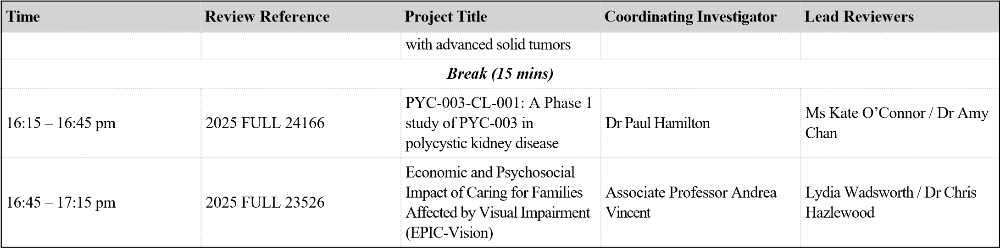 Time Review Reference Project Title Coordinating Investigator Lead Reviewers
with advanced solid tumors
Break (15 mins)
16:15 – 16:45 pm
2025 FULL 24166
PYC-003-CL-001: A Phase 1
study of PYC-003 in
polycystic kidney disease
Dr Paul Hamilton
Ms Kate O’Connor / Dr Amy
Chan
16:45 – 17:15 pm
2025 FULL 23526
Economic and Psychosocial
Impact of Caring for Families
Affected by Visual Impairment
(EPIC-Vision)
Associate Professor Andrea
Vincent
Lydia Wadsworth / Dr Chris
Hazlewood